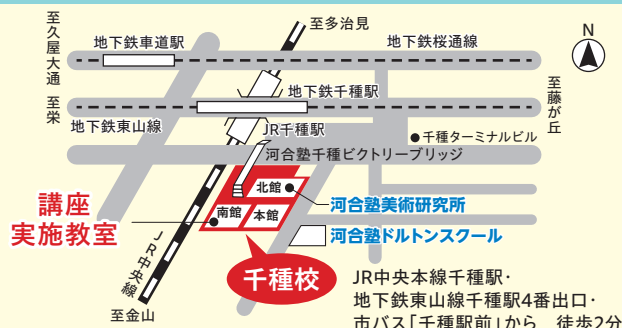 至多治見
N
至久屋大通
地下鉄車道駅
地下鉄桜通線
至栄
地下鉄千種駅
至藤が丘
地下鉄東山線
JR千種駅
千種ターミナルビル
河合塾千種ビクトリーブリッジ
北館
講座
実施教室
南館
本館
河合塾美術研究所
河合塾ドルトンスクール
JR中央線
千種校
至金山
JR中央本線千種駅・
地下鉄東山線千種駅4番出口・
市バス「千種駅前」から 徒歩2分